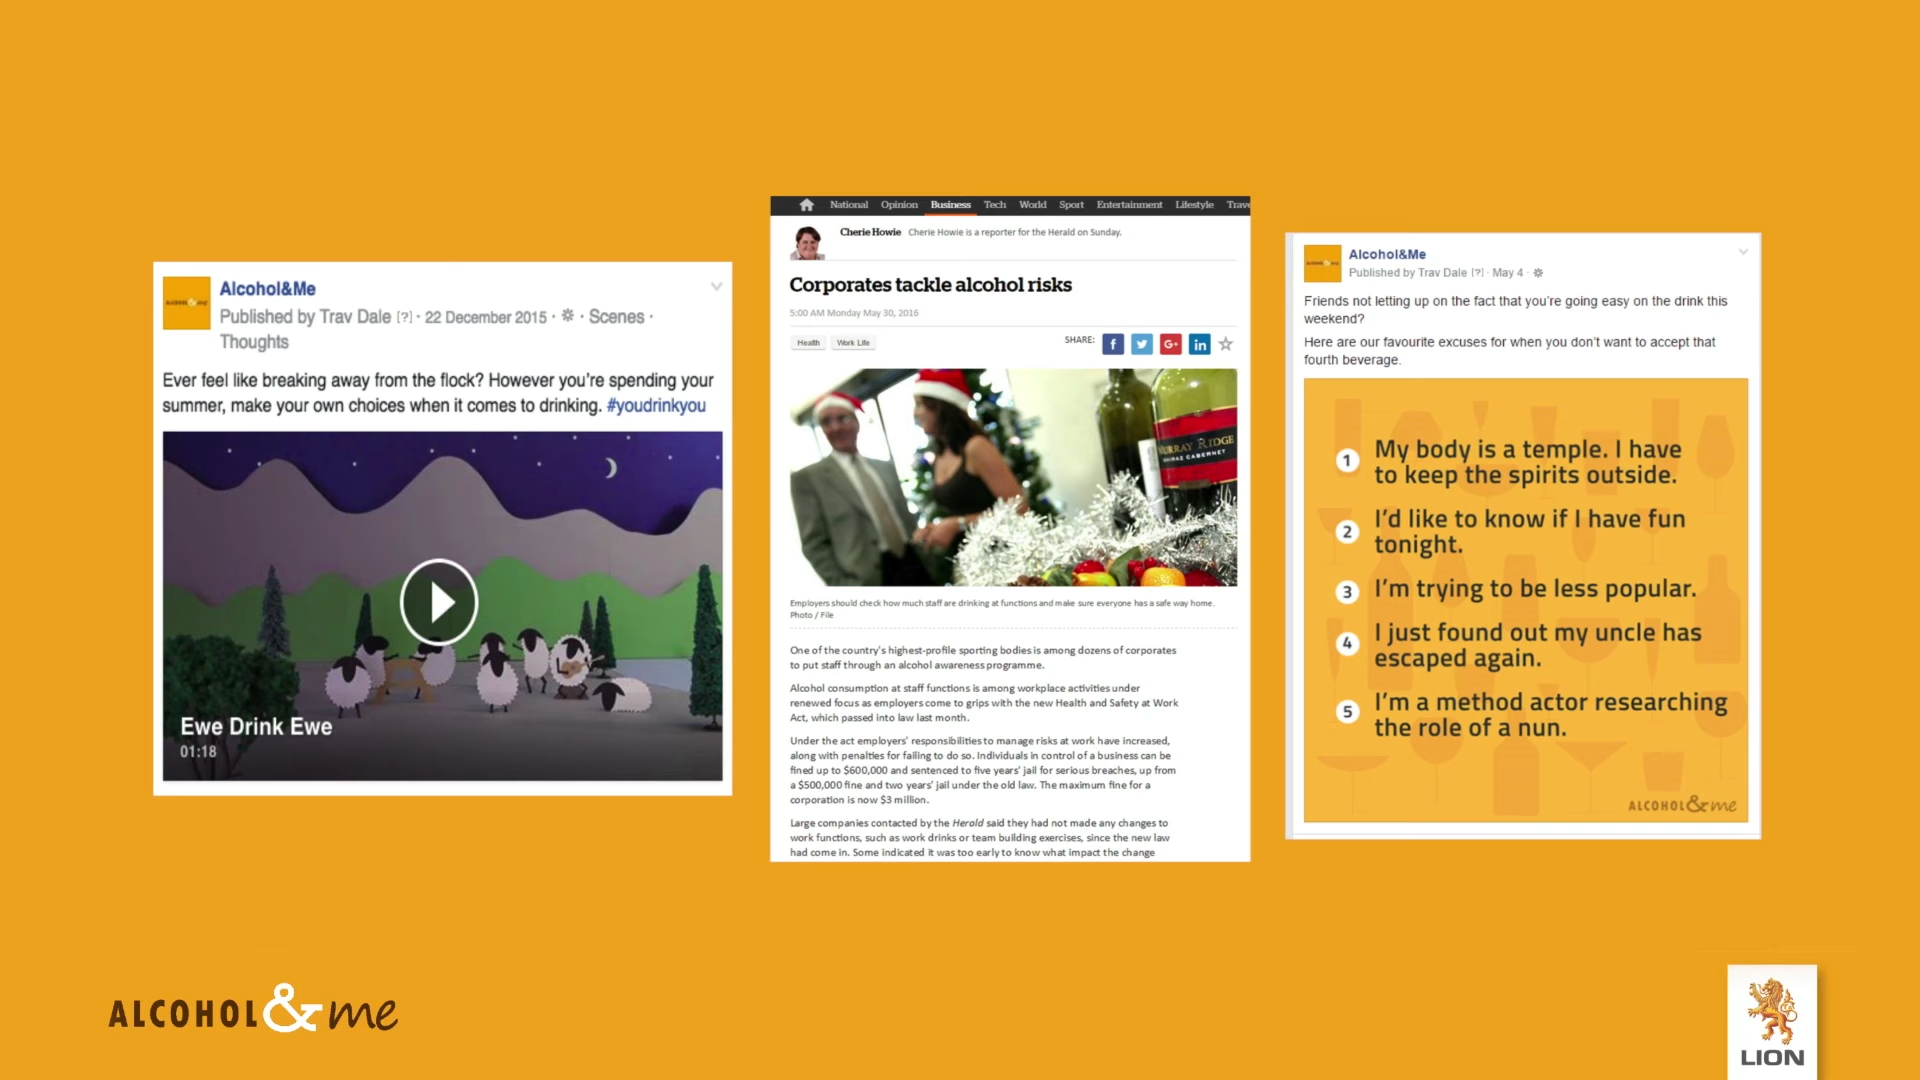 Alcohol&Me
Published by Trav Dale [?] · 22 December 2015 · · Scenes ·
Thoughts
Ever feel like breaking away from the flock? However you're spending your
summer, make your own choices when it comes to drinking. #youdrinkyou
Ewe Drink Ewe
01:18
National Opinion Business Tech World Sport Entertainment Lifestyle Trave
Cherie Howie Cherie Howie is a reporter for the Herald on Sunday.
Corporates tackle alcohol risks
5:00 AM Monday May 30, 2016
Health Work Life SHARE: f G+ in
MURRAY RIDGE
SHIRAZ CABERNET
Employers should check how much staff are drinking at functions and make sure everyone has a safe way home.
Photo / File
One of the country's highest-profile sporting bodies is among dozens of corporates
to put staff through an alcohol awareness programme.
Alcohol consumption at staff functions is among workplace activities under
renewed focus as employers come to grips with the new Health and Safety at Work
Act, which passed into law last month.
Under the act employers' responsibilities to manage risks at work have increased,
along with penalties for failing to do so. Individuals in control of a business can be
fined up to $600,000 and sentenced to five years' jail for serious breaches, up from
a $500,000 fine and two years' jail under the old law. The maximum fine for a
corporation is now $3 million.
Large companies contacted by the Herald said they had not made any changes to
work functions, such as work drinks or team building exercises, since the new law
had come in. Some indicated it was too early to know what impact the change
Alcohol&Me
Published by Trav Dale [?] · May 4 ·
Friends not letting up on the fact that you're going easy on the drink this
weekend?
Here are our favourite excuses for when you don't want to accept that
fourth beverage.
1 My body is a temple. I have
to keep the spirits outside.
2 I'd like to know if I have fun
tonight.
3 I'm trying to be less popular.
4 I just found out my uncle has
escaped again.
5 I'm a method actor researching
the role of a nun.
ALCOHOL&me
ALCOHOL&me
LION